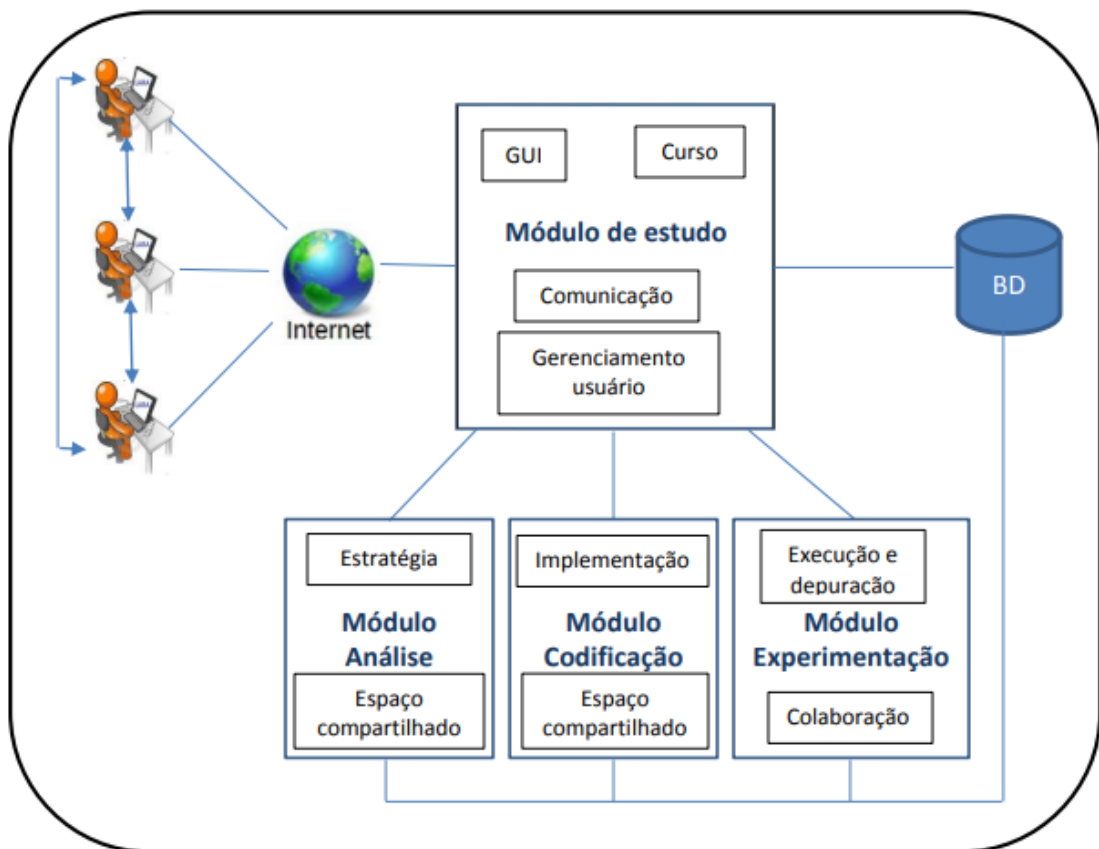 GUI
Curso
Módulo de estudo
Comunicação
Gerenciamento
usuário
Internet
BD
Estratégia
Módulo
Análise
Espaço
compartilhado
Implementação
Módulo
Codificação
Espaço
compartilhado
Execução e
depuração
Módulo
Experimentação
Colaboração